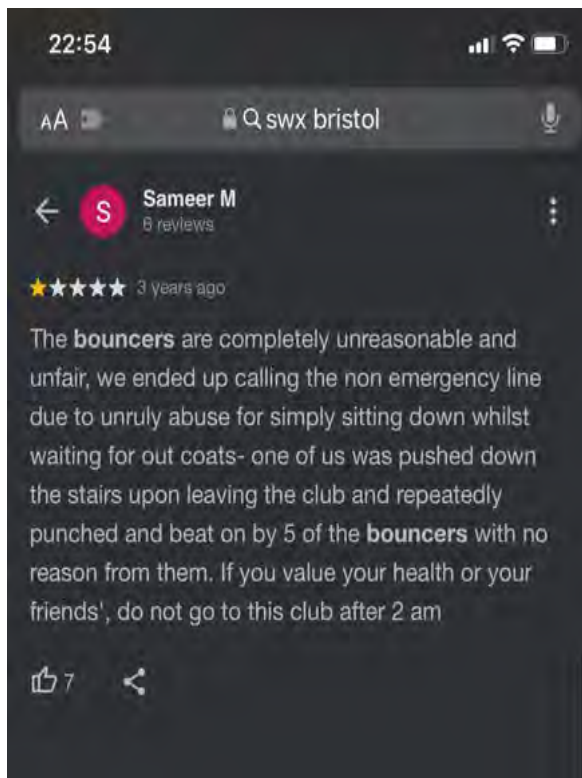 22:54
AA swx bristol
S Sameer M
6 reviews
3 years ago
The bouncers are completely unreasonable and
unfair, we ended up calling the non emergency line
due to unruly abuse for simply sitting down whilst
waiting for out coats- one of us was pushed down
the stairs upon leaving the club and repeatedly
punched and beat on by 5 of the bouncers with no
reason from them. If you value your health or your
friends', do not go to this club after 2 am
7